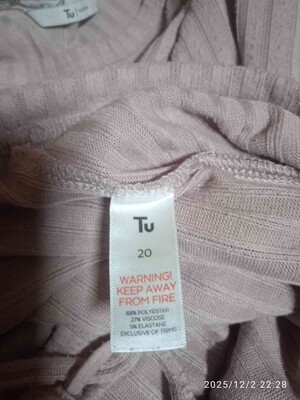 Tu
Tu
20
WARNING!
KEEP AWAY
FROM FIRE
68% POLYESTER
27% VISCOSE
5% ELASTANE
EXCLUSIVE OF TRIMS
2025/12/2 22:28